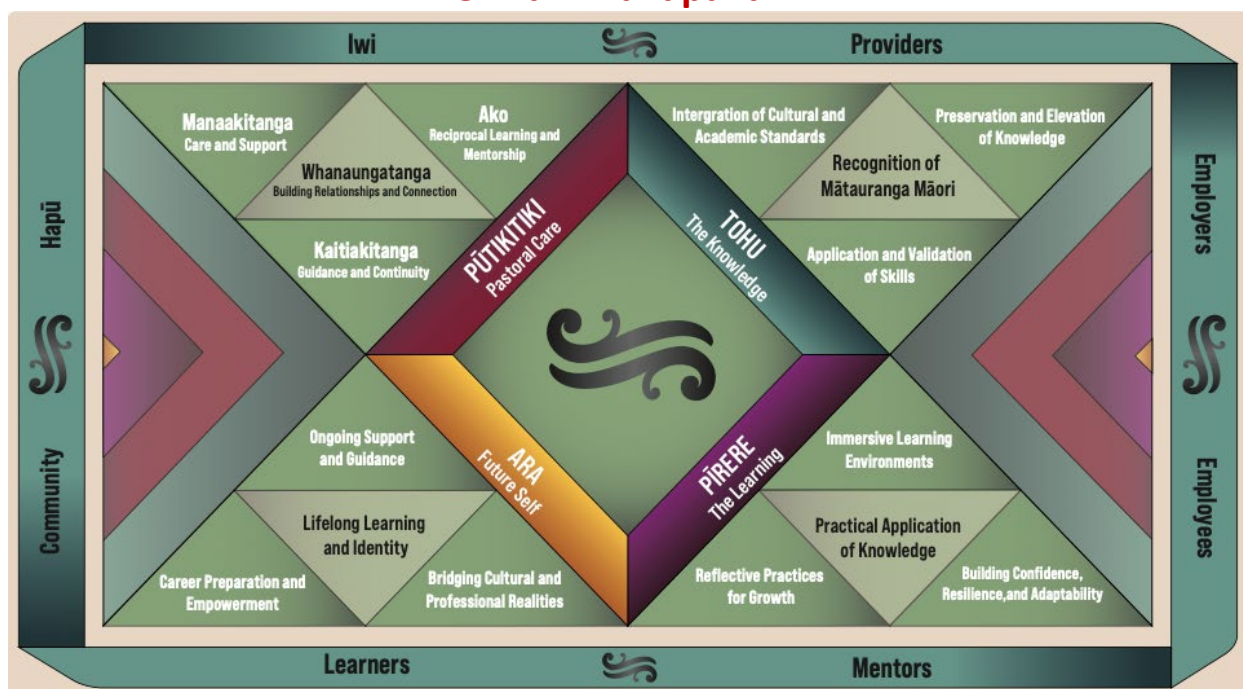 Iwi
Providers
Hapū
Community
Employers
Employees
Manaakitanga
Care and Support
Ako
Reciprocal Learning and
Mentorship
Whanaungatanga
Building Relationships and Connection
Kaitiakitanga
Guidance and Continuity
PŪTIKITIKI
Pastoral Care
Intergration of Cultural and
Academic Standards
Preservation and Elevation
of Knowledge
Recognition of
Mātauranga Māori
Application and Validation
of Skills
TOHU
The Knowledge
Ongoing Support
and Guidance
Lifelong Learning
and Identity
Career Preparation and
Empowerment
Bridging Cultural and
Professional Realities
ARA
Future Self
Immersive Learning
Environments
Practical Application
of Knowledge
Reflective Practices
for Growth
Building Confidence,
Resilience,and Adaptability
PĪRERE
The Learning
Learners
Mentors